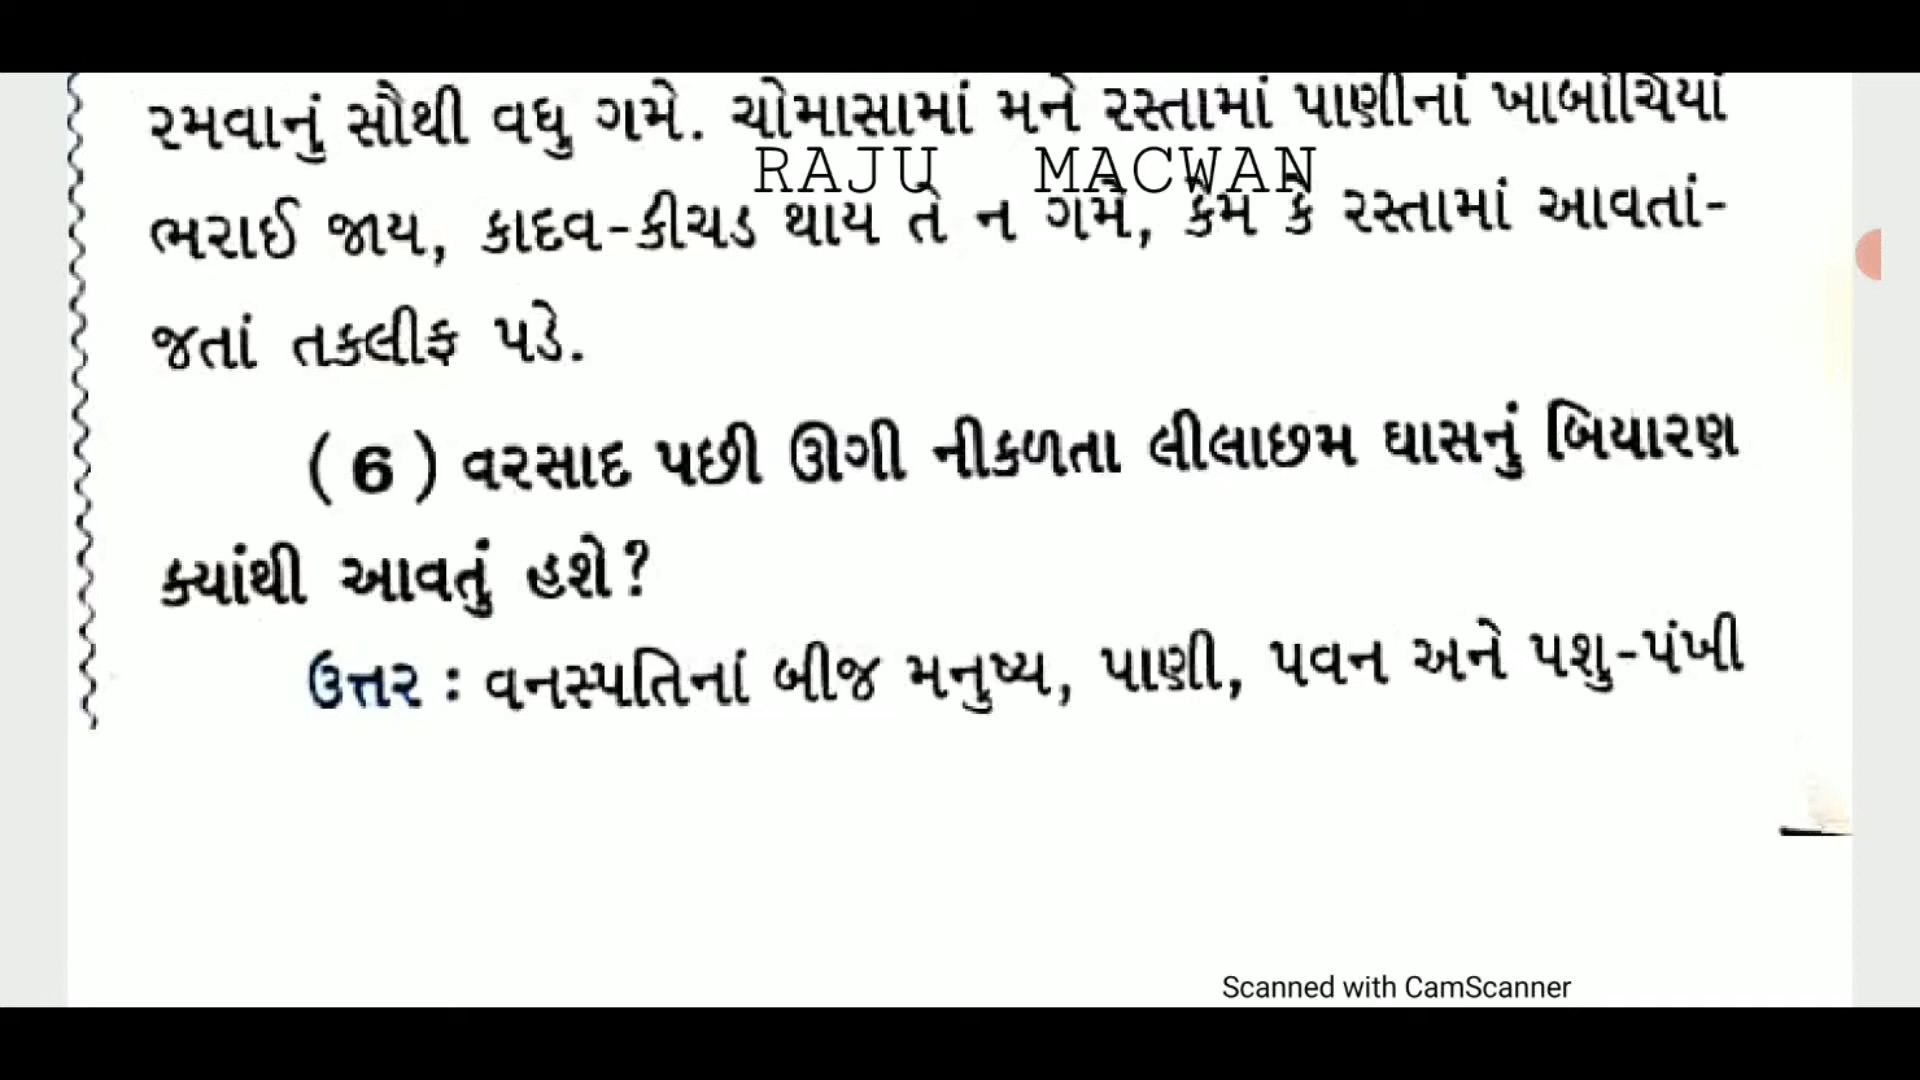 રમવાનું સૌથી વધુ ગમે. ચોમાસામાં મને રસ્તામાં પાણીનાં ખાબોચિયાં
RAJU MACWAN
ભરાઈ જાય, કાદવ-કીચડ થાય તે ન ગમે, કેમ કે રસ્તામાં આવતાં-
જતાં તકલીફ પડે.
(6) વરસાદ પછી ઊગી નીકળતા લીલાછમ ઘાસનું બિયારણ
ક્યાંથી આવતું હશે?
ઉત્તર : વનસ્પતિનાં બીજ મનુષ્ય, પાણી, પવન અને પશુ-પંખી
Scanned with CamScanner